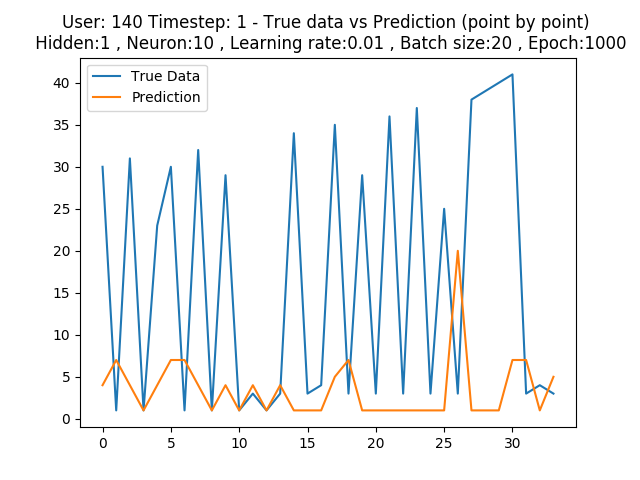 User: 140 Timestep: 1 - True data vs Prediction (point by point)
Hidden:1 , Neuron:10 , Learning rate:0.01 , Batch size:20 , Epoch:1000
True Data
Prediction
40
35
30
25
20
15
10
5
0
0 5 10 15 20 25 30